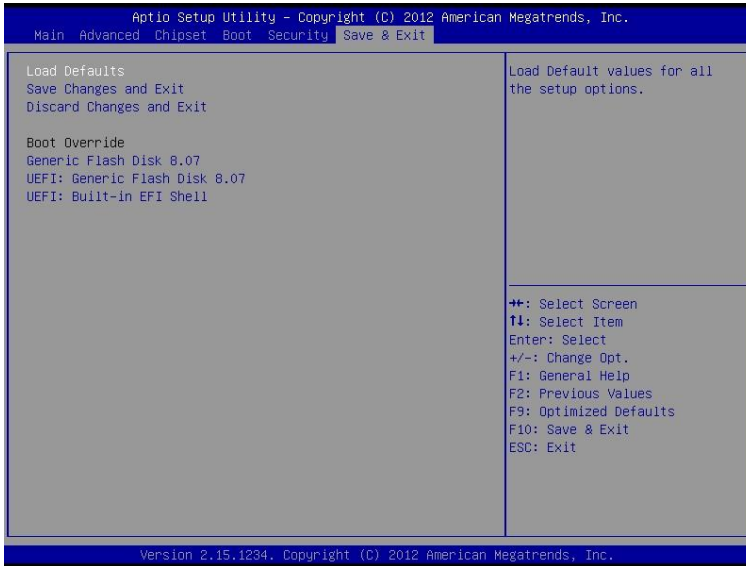 Aptio Setup Utility - Copyright (C) 2012 American Megatrends, Inc.
Main Advanced Chipset Boot Security Save & Exit
Load Defaults
Save Changes and Exit
Discard Changes and Exit
Boot Override
Generic Flash Disk 8.07
UEFI: Generic Flash Disk 8.07
UEFI: Built-in EFI Shell
Load Default values for all
the setup options.
→←: Select Screen
↑↓: Select Item
Enter: Select
+/-: Change Opt.
F1: General Help
F2: Previous Values
F9: Optimized Defaults
F10: Save & Exit
ESC: Exit
Version 2.15.1234. Copyright (C) 2012 American Megatrends, Inc.